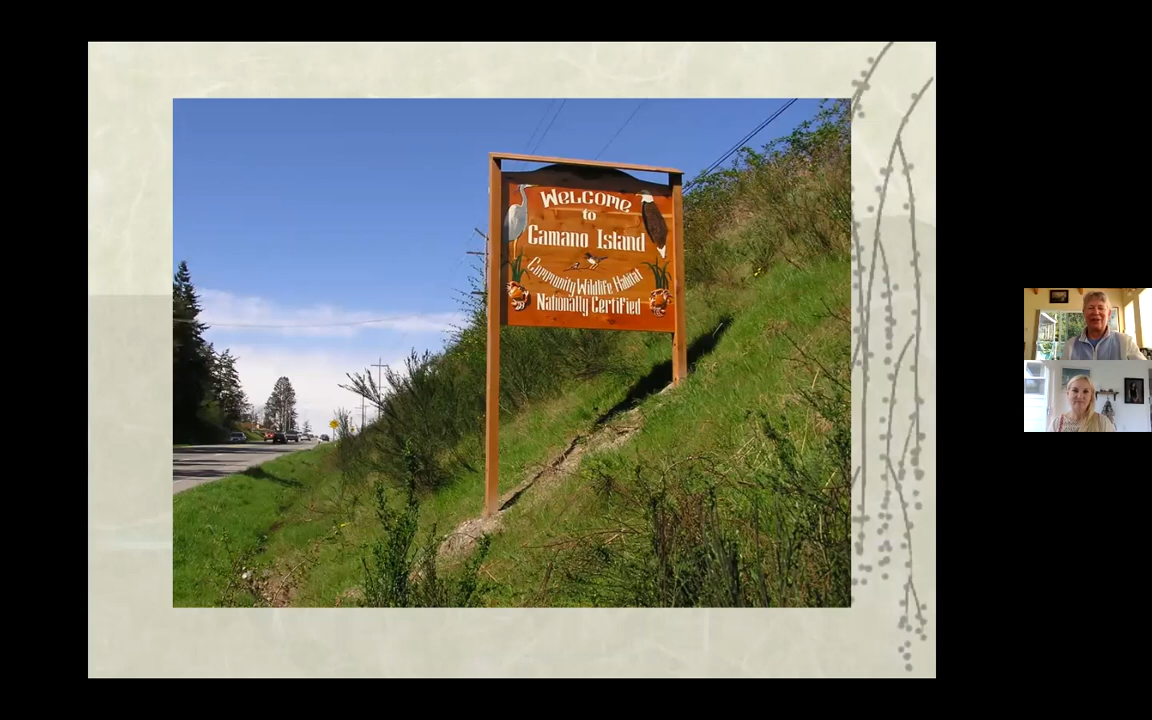 Welcome
to
Camano Island
Community Wildlife Habitat
Nationally Certified